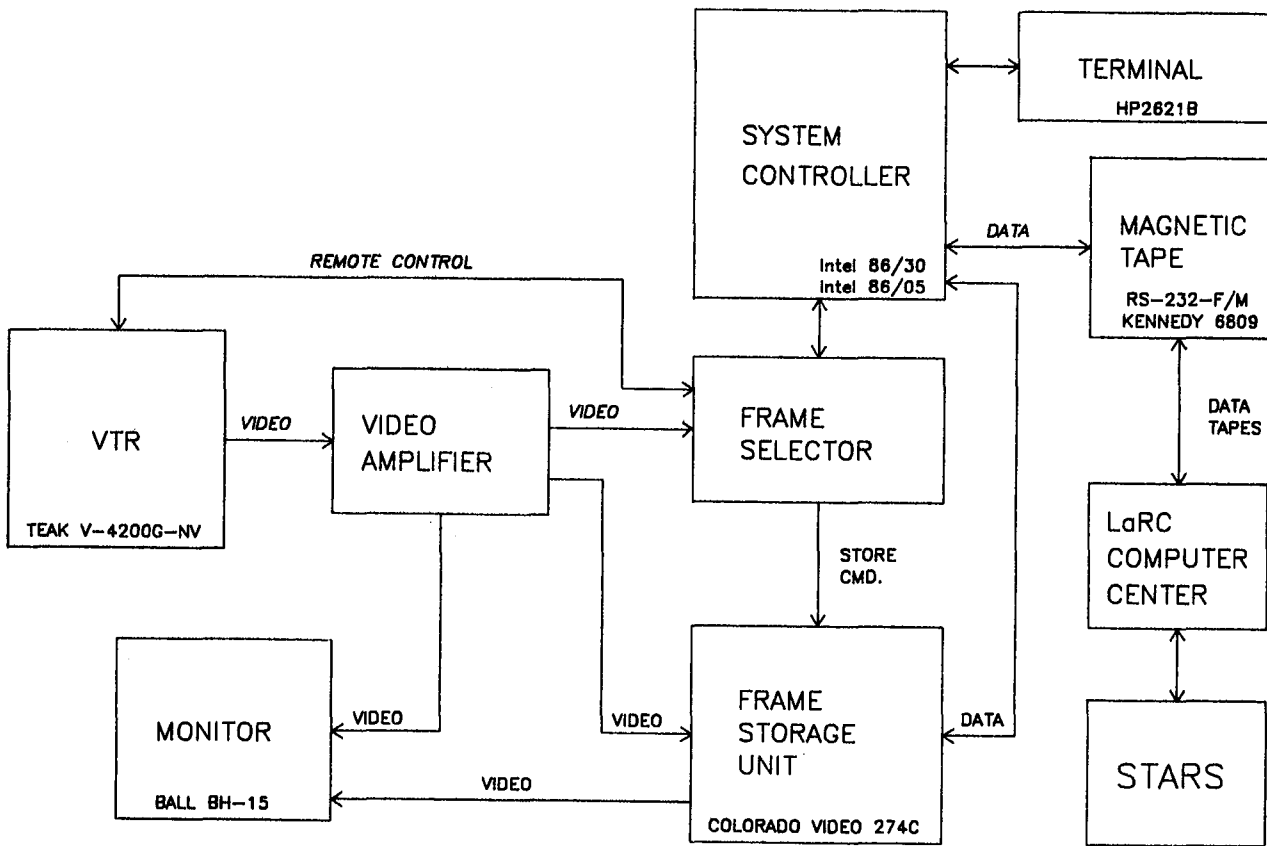 SYSTEM
CONTROLLER
Intel 86/30
Intel 86/05
TERMINAL
HP2621B
DATA
MAGNETIC
TAPE
RS-232-F/M
KENNEDY 6809
REMOTE CONTROL
VTR
TEAK V-4200G-NV
VIDEO
VIDEO
AMPLIFIER
VIDEO
FRAME
SELECTOR
DATA
TAPES
STORE
CMD.
LaRC
COMPUTER
CENTER
MONITOR
BALL BH-15
VIDEO
VIDEO
VIDEO
FRAME
STORAGE
UNIT
COLORADO VIDEO 274C
DATA
STARS